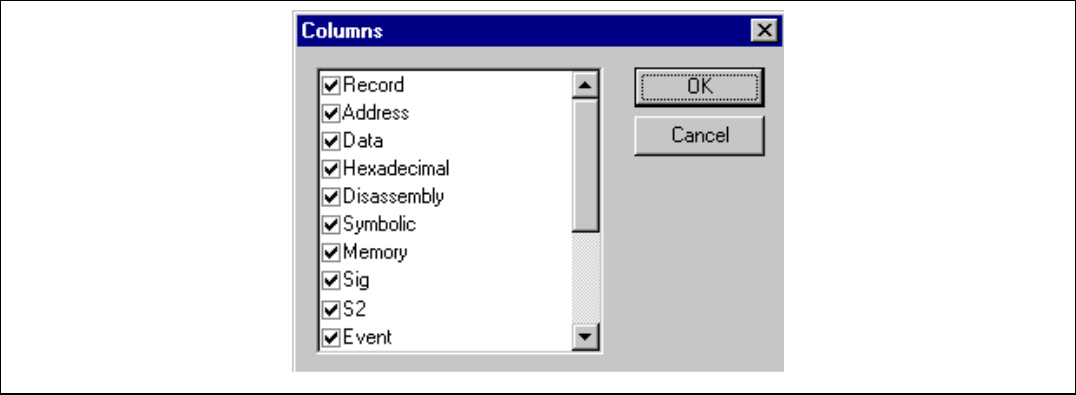 Columns
Record
Address
Data
Hexadecimal
Disassembly
Symbolic
Memory
Sig
S2
Event
OK
Cancel